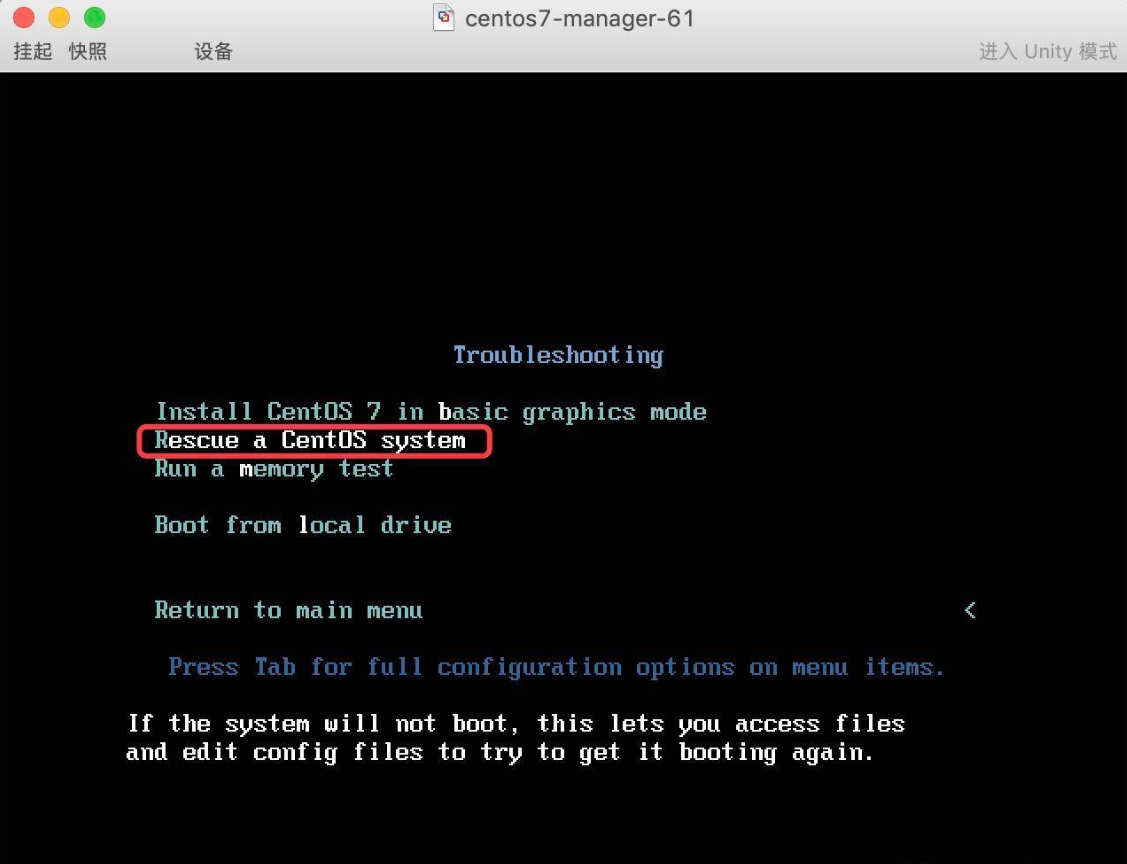 centos7-manager-61
挂起 快照 设备 进入 Unity 模式
Troubleshooting
Install CentOS 7 in basic graphics mode
Rescue a CentOS system
Run a memory test
Boot from local drive
Return to main menu <
Press Tab for full configuration options on menu items.
If the system will not boot, this lets you access files
and edit config files to try to get it booting again.